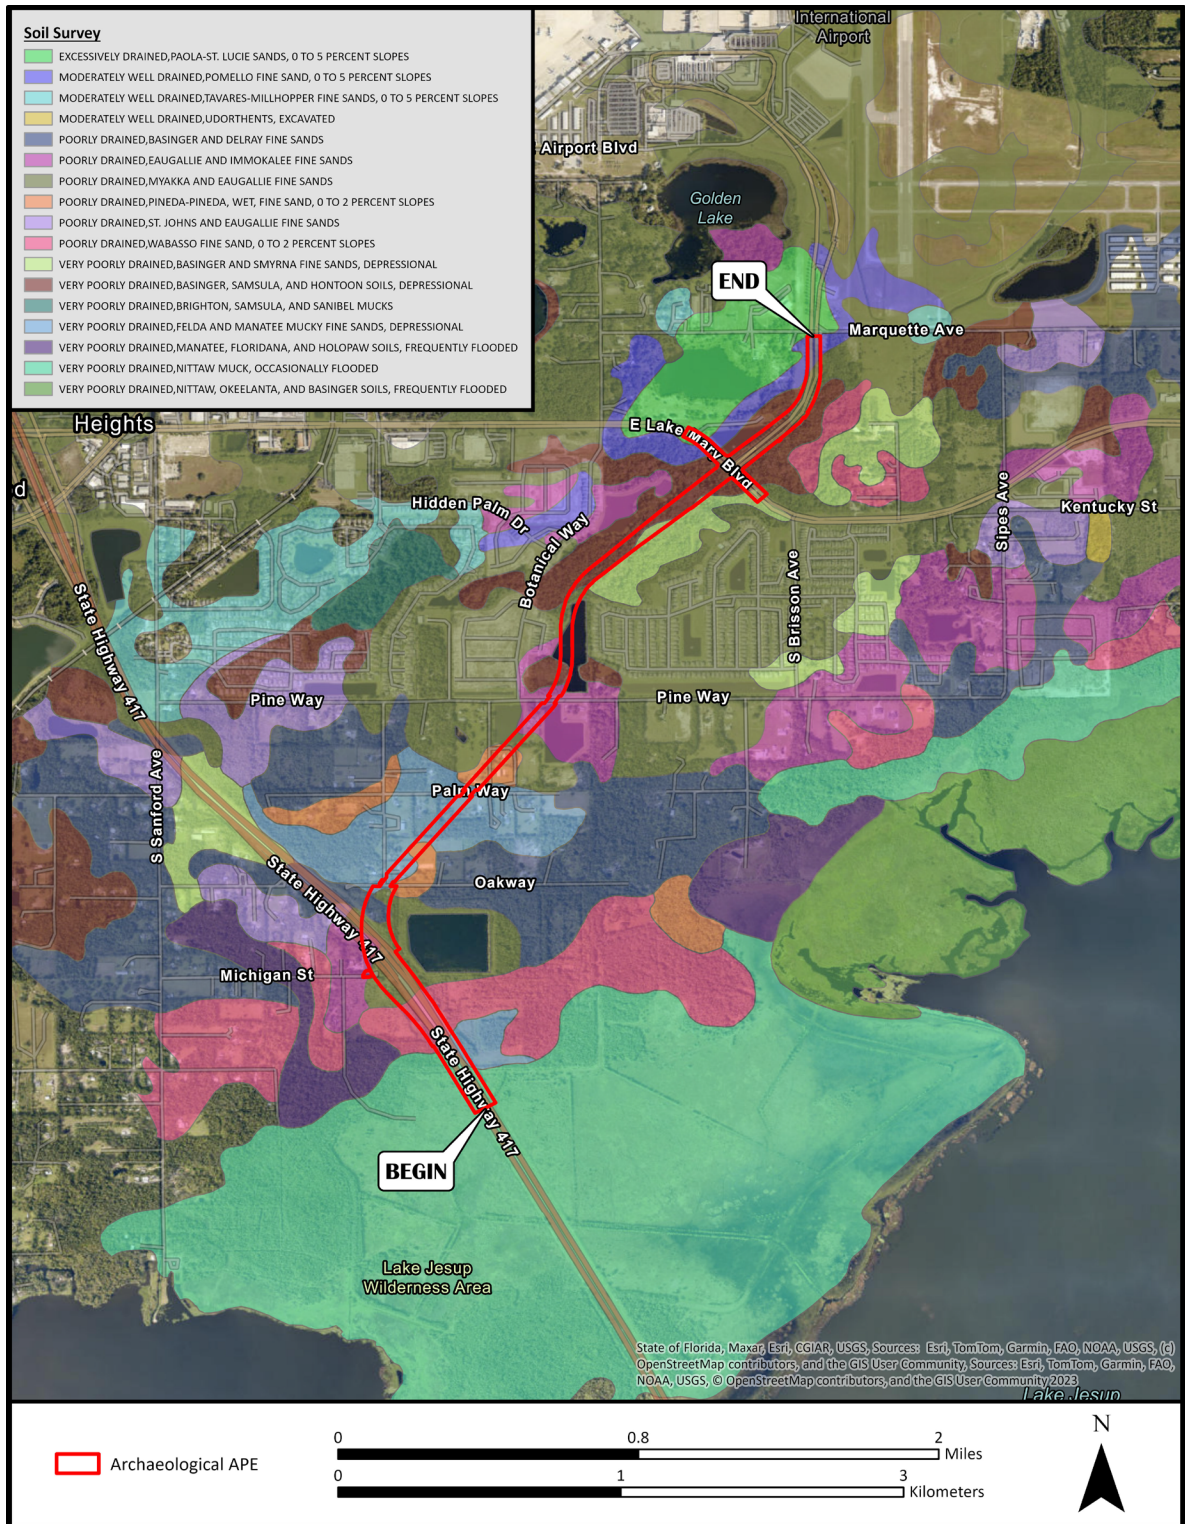 Soil Survey
EXCESSIVELY DRAINED,PAOLA-ST. LUCIE SANDS, 0 TO 5 PERCENT SLOPES
MODERATELY WELL DRAINED,POMELLO FINE SAND, 0 TO 5 PERCENT SLOPES
MODERATELY WELL DRAINED,TAVARES-MILLHOPPER FINE SANDS, 0 TO 5 PERCENT SLOPES
MODERATELY WELL DRAINED,UDORTHENTS, EXCAVATED
POORLY DRAINED,BASINGER AND DELRAY FINE SANDS
POORLY DRAINED,EAUGALLIE AND IMMOKALEE FINE SANDS
POORLY DRAINED,MYAKKA AND EAUGALLIE FINE SANDS
POORLY DRAINED,PINEDA-PINEDA, WET, FINE SAND, 0 TO 2 PERCENT SLOPES
POORLY DRAINED,ST. JOHNS AND EAUGALLIE FINE SANDS
POORLY DRAINED,WABASSO FINE SAND, 0 TO 2 PERCENT SLOPES
VERY POORLY DRAINED,BASINGER AND SMYRNA FINE SANDS, DEPRESSIONAL
VERY POORLY DRAINED,BASINGER, SAMSULA, AND HONTOON SOILS, DEPRESSIONAL
VERY POORLY DRAINED,BRIGHTON, SAMSULA, AND SANIBEL MUCKS
VERY POORLY DRAINED,FELDA AND MANATEE MUCKY FINE SANDS, DEPRESSIONAL
VERY POORLY DRAINED,MANATEE, FLORIDANA, AND HOLOPAW SOILS, FREQUENTLY FLOODED
VERY POORLY DRAINED,NITTAW MUCK, OCCASIONALLY FLOODED
VERY POORLY DRAINED,NITTAW, OKEELANTA, AND BASINGER SOILS, FREQUENTLY FLOODED
International
Airport
Airport Blvd
Golden
Lake
END
Marquette Ave
Heights
E Lake Mary Blvd
d
Hidden Palm Dr
Botanical Way
Sipes Ave
Kentucky St
S Brisson Ave
State Highway 417
Pine Way
Pine Way
S Sanford Ave
Palm Way
State Highway 417
Oakway
Michigan St
State Highway 417
BEGIN
Lake Jesup
Wilderness Area
State of Florida, Maxar, Esri, CGIAR, USGS, Sources: Esri, TomTom, Garmin, FAO, NOAA, USGS, (c)
OpenStreetMap contributors, and the GIS User Community, Sources: Esri, TomTom, Garmin, FAO,
NOAA, USGS, © OpenStreetMap contributors, and the GIS User Community 2023
Lake Jesup
Archaeological APE
0 0.8 2
Miles
0 1 3
Kilometers
N